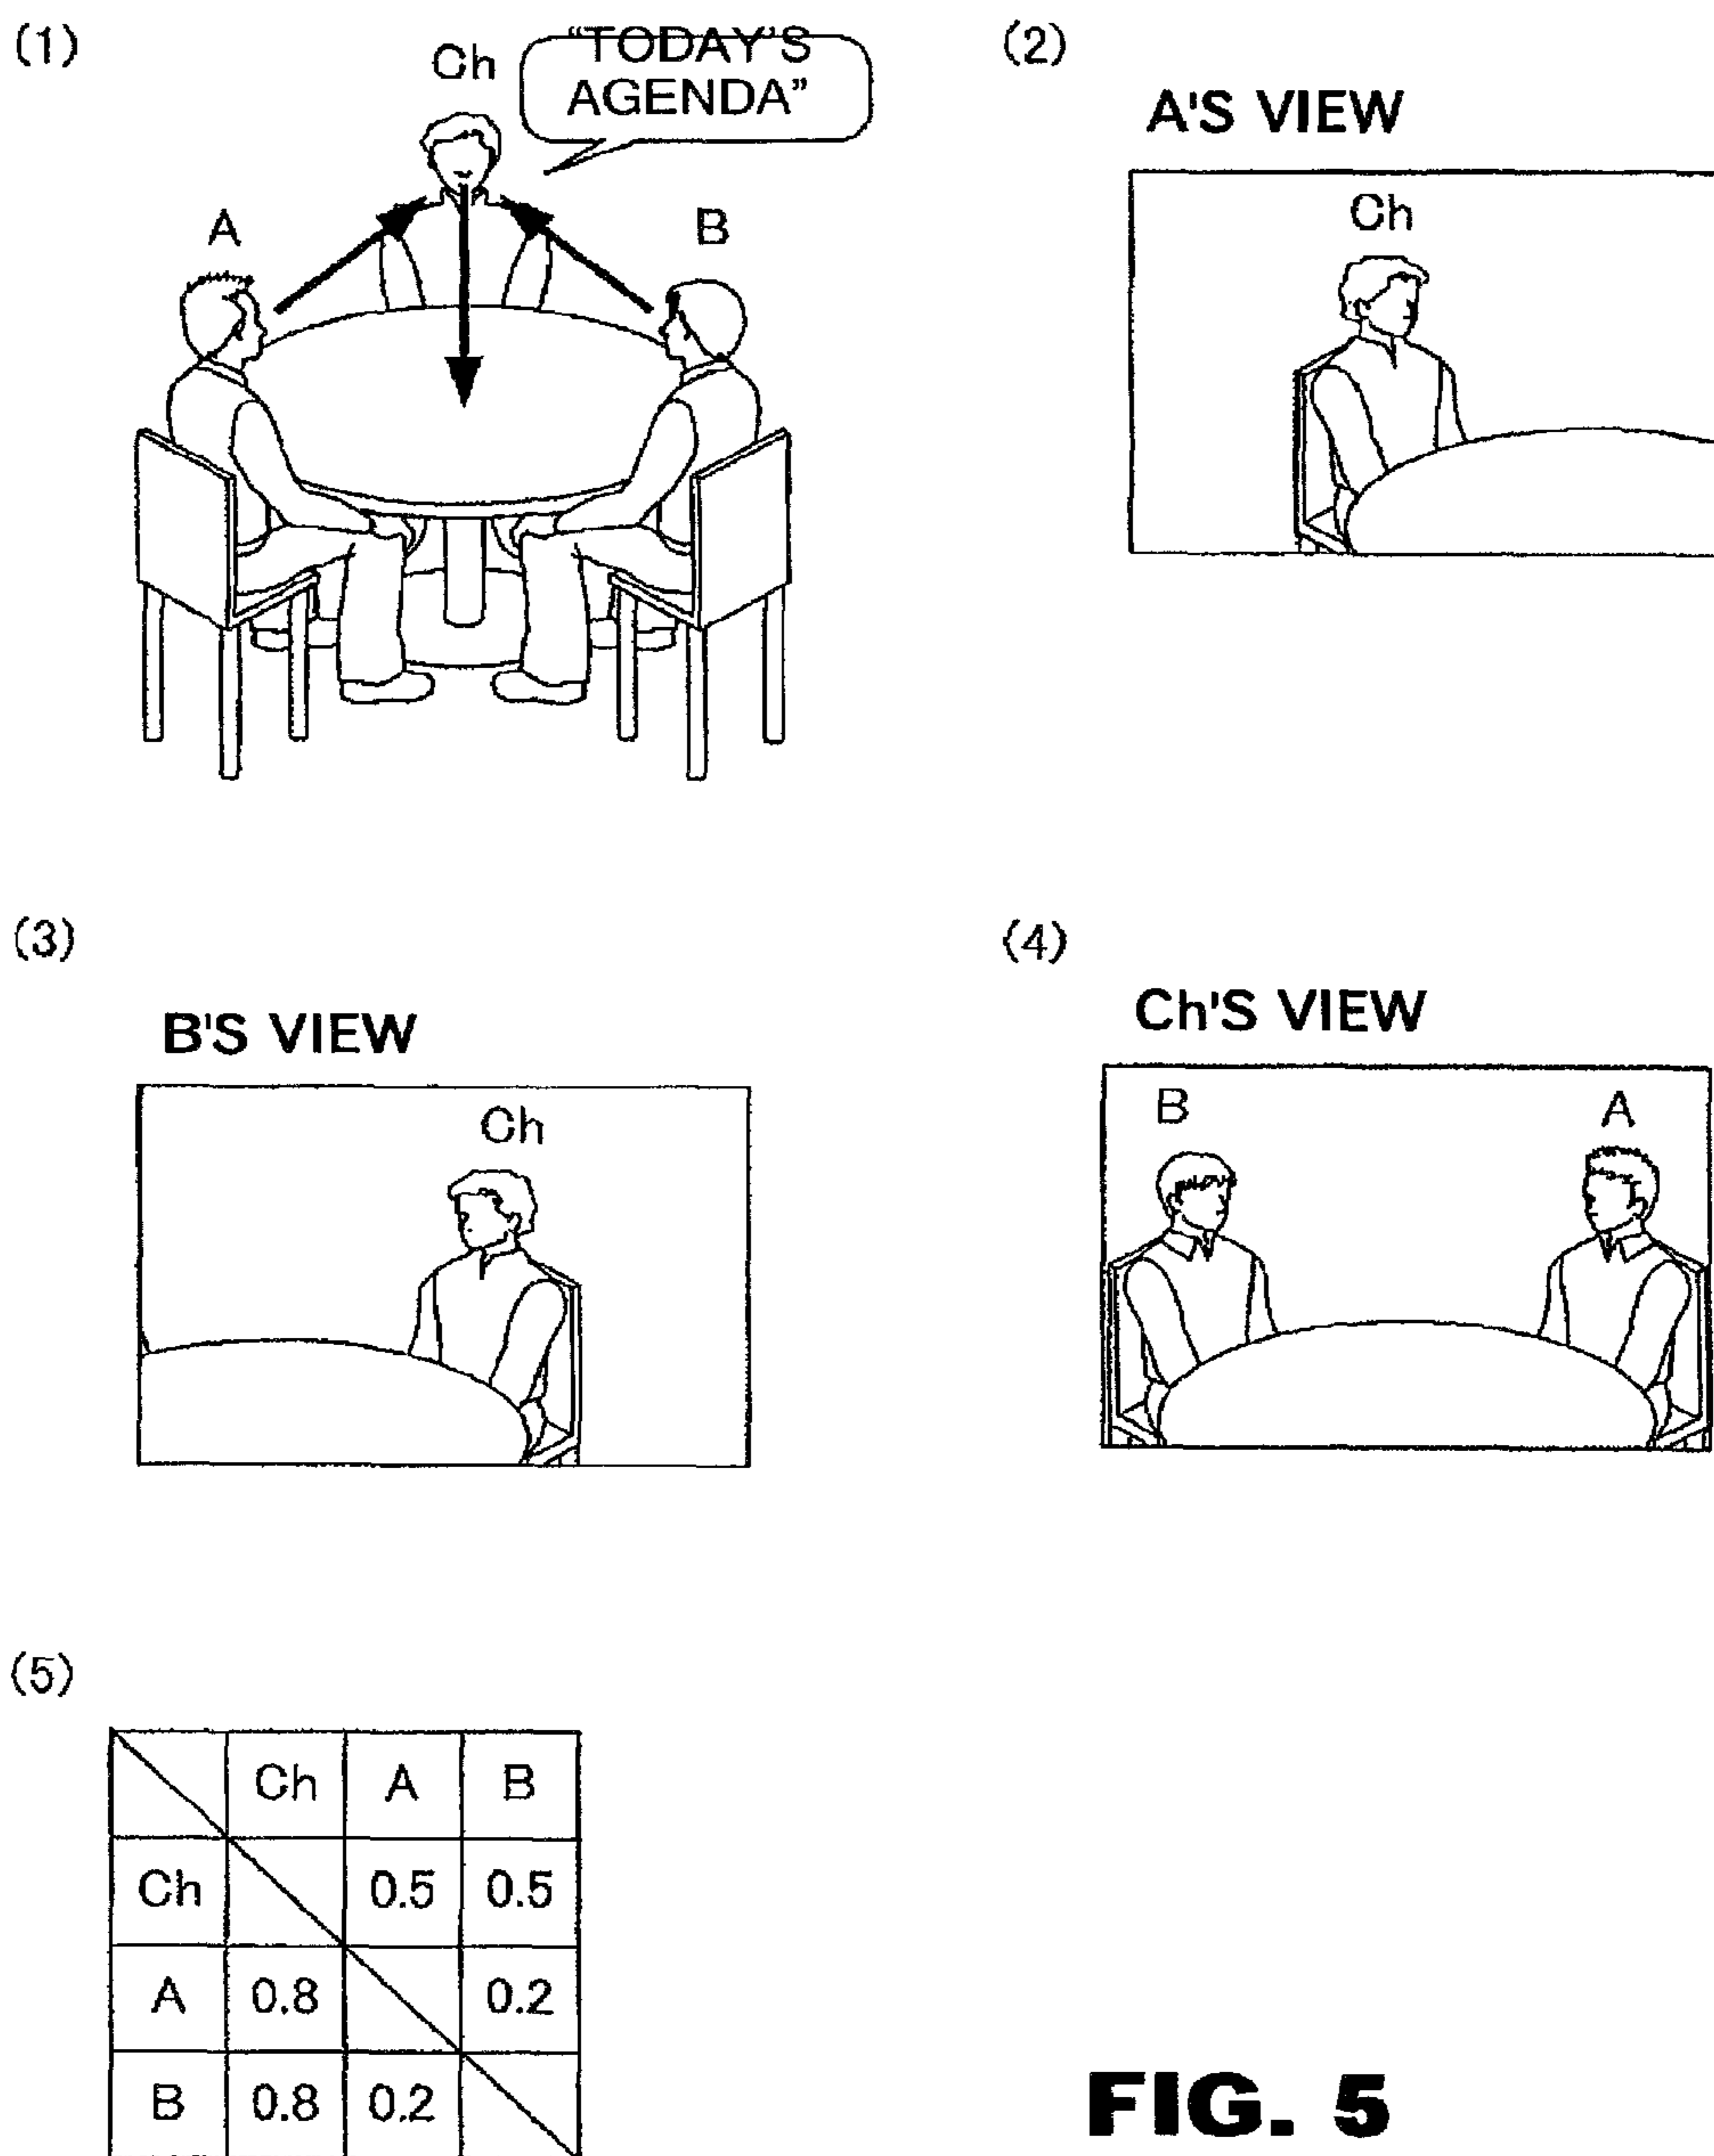 (1)
Ch
“TODAY’S
AGENDA”
A
B
(2)
A'S VIEW
Ch
(3)
B'S VIEW
Ch
(4)
Ch'S VIEW
B A
(5)
Ch A B
Ch 0.5 0.5
A 0.8 0.2
B 0.8 0.2
FIG. 5